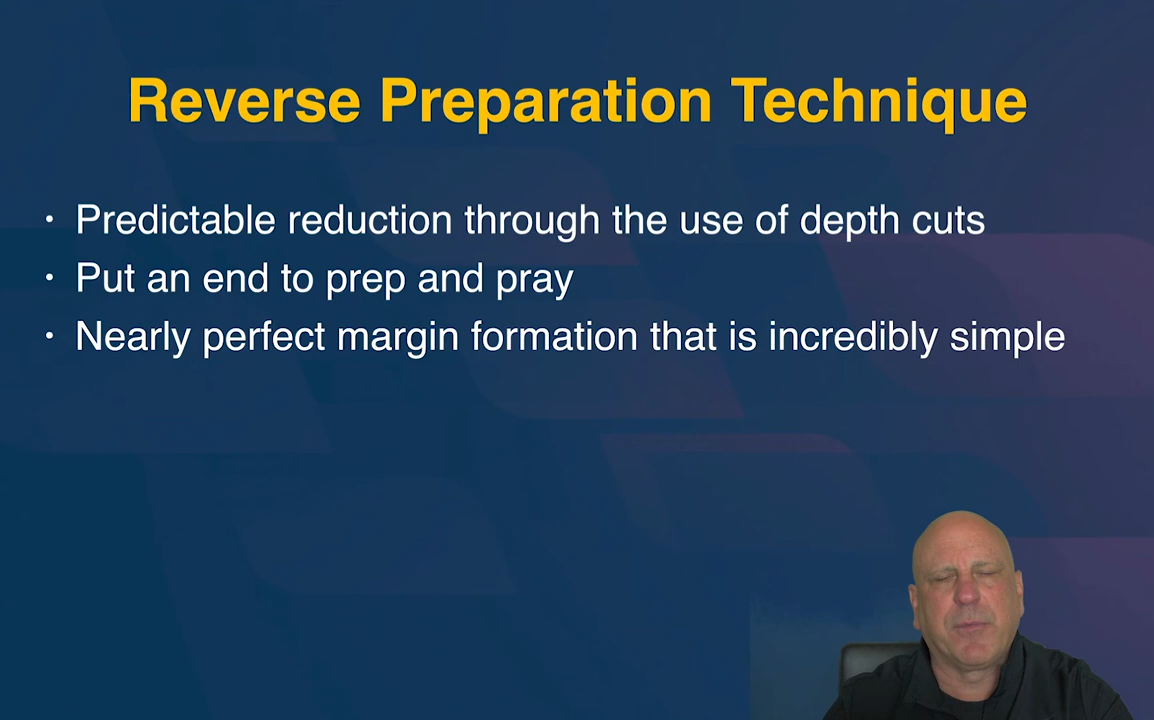 Reverse Preparation Technique
• Predictable reduction through the use of depth cuts
• Put an end to prep and pray
• Nearly perfect margin formation that is incredibly simple